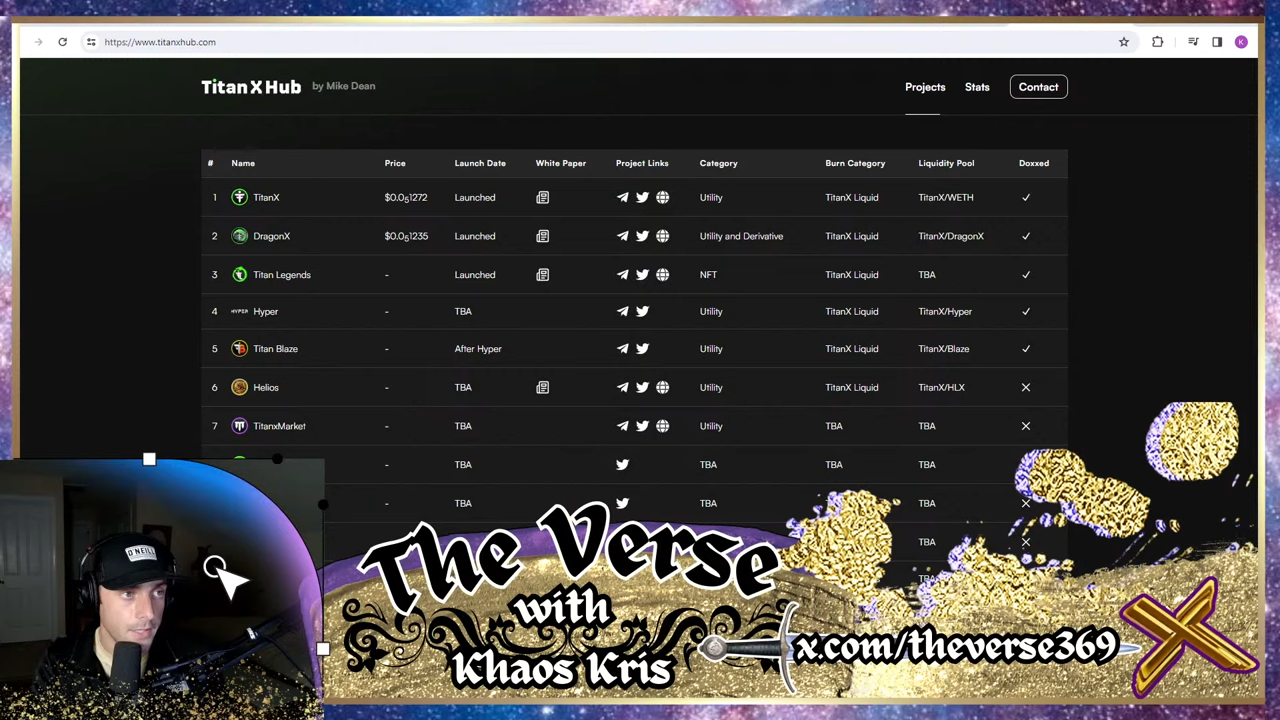 https://www.titanxhub.com
K
Titan X Hub by Mike Dean
Projects Stats Contact
# Name Price Launch Date White Paper Project Links Category Burn Category Liquidity Pool Doxxed
1 TitanX $0.0₅1272 Launched Utility TitanX Liquid TitanX/WETH
2 DragonX $0.0₅1235 Launched Utility and Derivative TitanX Liquid TitanX/DragonX
3 Titan Legends - Launched NFT TitanX Liquid TBA
4 HYPER Hyper - TBA Utility TitanX Liquid TitanX/Hyper
5 Titan Blaze - After Hyper Utility TitanX Liquid TitanX/Blaze
6 Helios - TBA Utility TitanX Liquid TitanX/HLX
7 TitanxMarket - TBA Utility TBA TBA
- TBA TBA TBA TBA
- TBA TBA TBA
TBA
O'NEILL
The Verse
with
Khaos Kris
x.com/theverse369
X